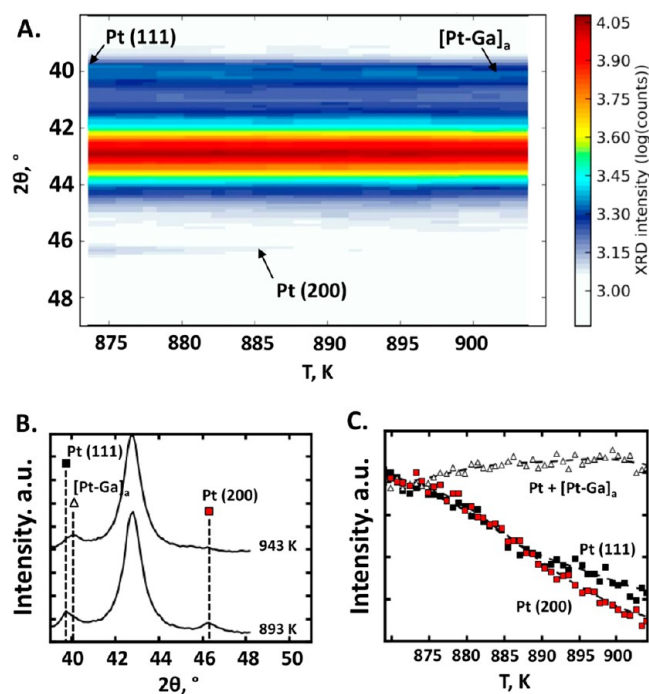 A.
Pt (111)
[Pt-Ga]a
Pt (200)
40
42
44
46
48
2θ, °
875 880 885 890 895 900
T, K
4.05
3.90
3.75
3.60
3.45
3.30
3.15
3.00
XRD intensity (log(counts))
B.
Pt (111)
[Pt-Ga]a
Pt (200)
943 K
893 K
Intensity. a.u.
40 42 44 46 48 50
2θ, °
C.
Pt + [Pt-Ga]a
Pt (111)
Pt (200)
Intensity. a.u.
875 880 885 890 895 900
T, K